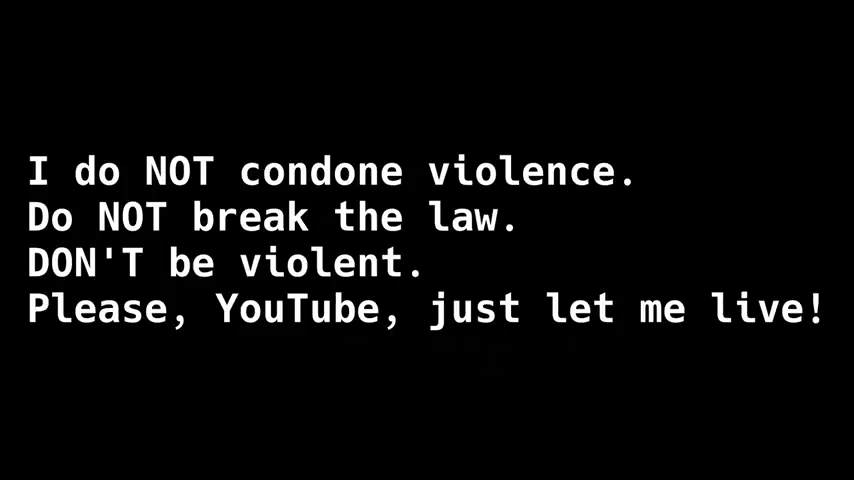 I do NOT condone violence.
Do NOT break the law.
DON'T be violent.
Please, YouTube, just let me live!